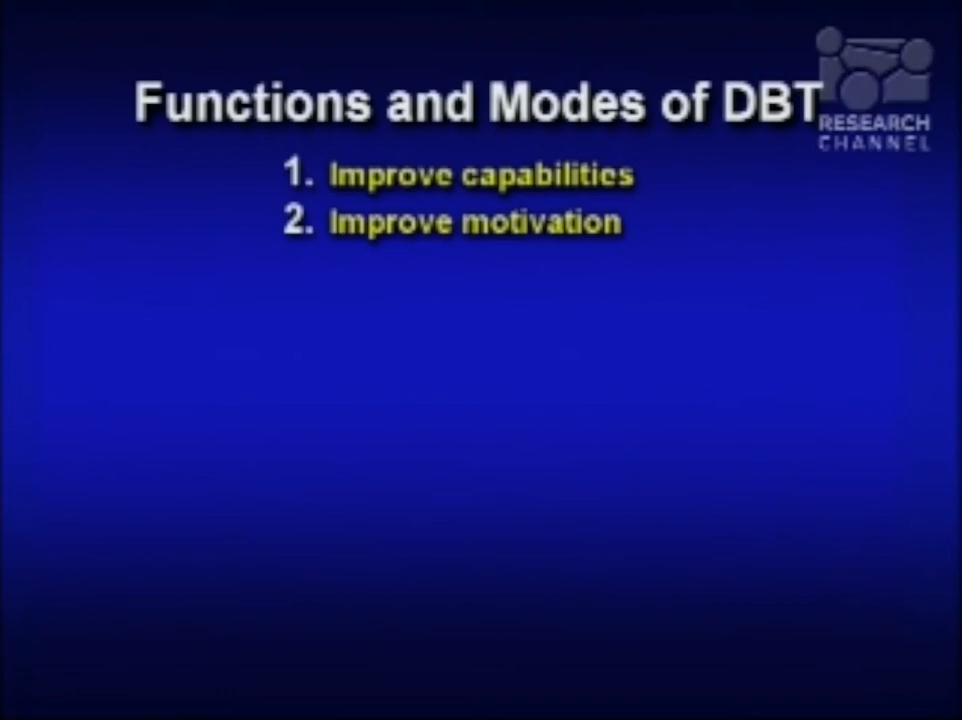 Functions and Modes of DBT
RESEARCH
CHANNEL
1. Improve capabilities
2. Improve motivation